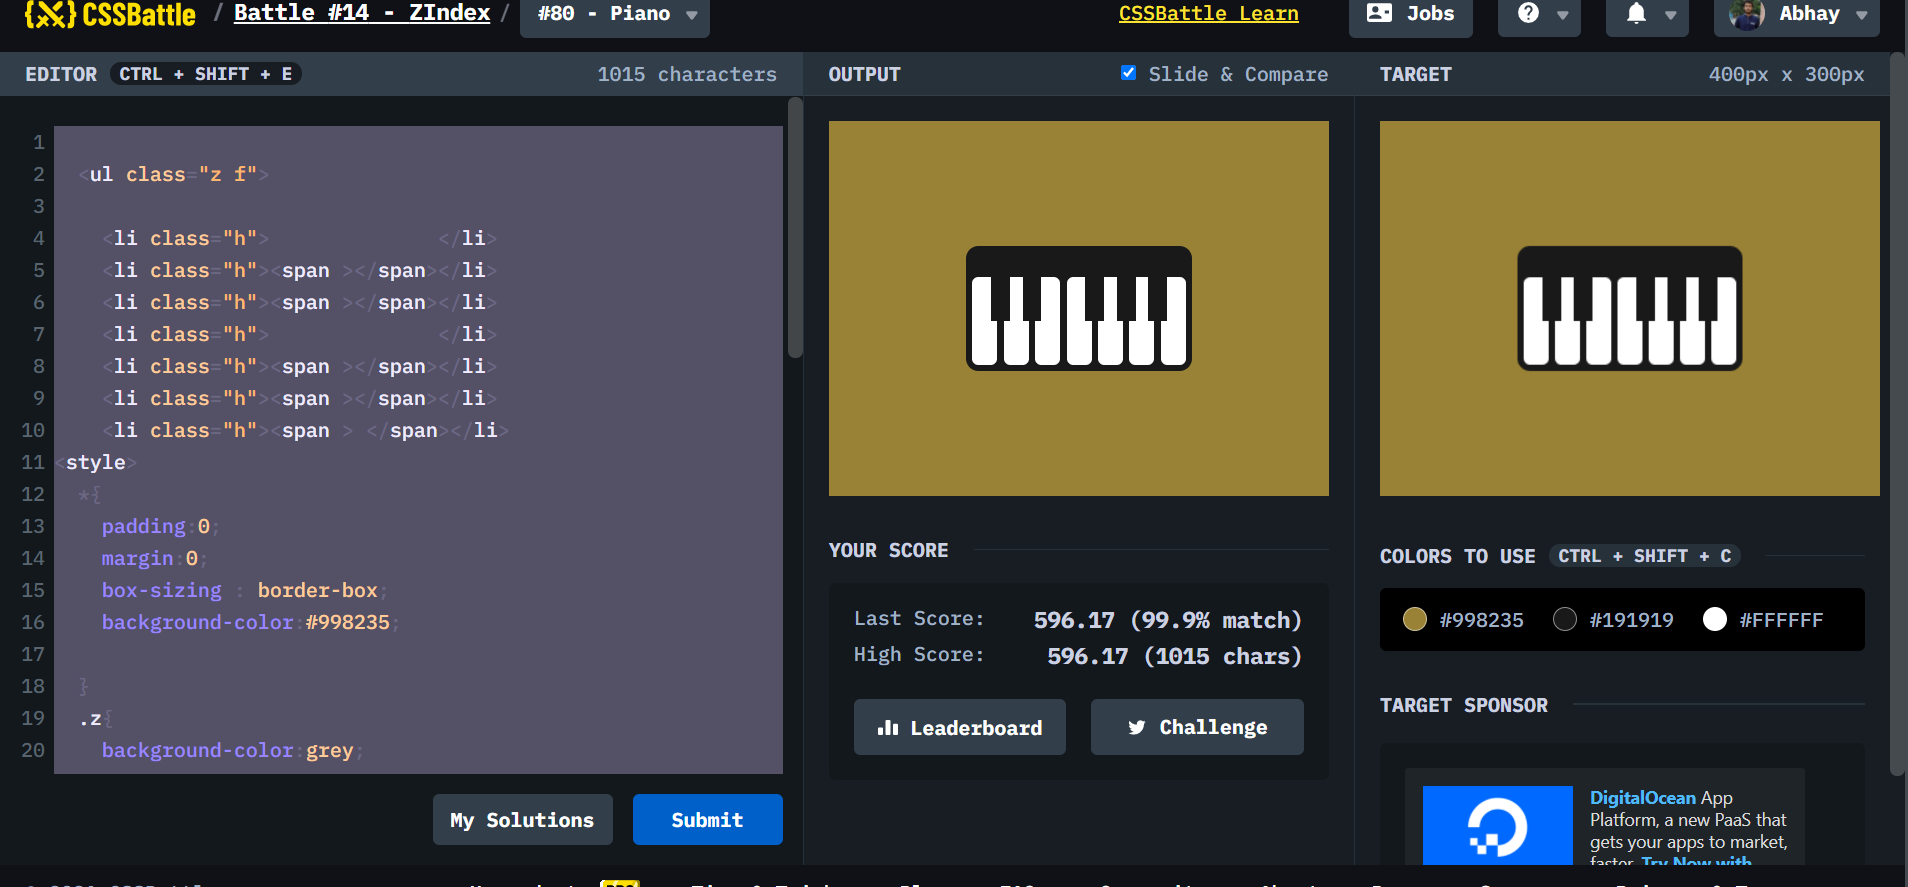 {X} CSSBattle / Battle #14 - ZIndex / #80 - Piano CSSBattle Learn Jobs Abhay
EDITOR CTRL + SHIFT + E 1015 characters
1
2 <ul class="z f">
3
4 <li class="h"> </li>
5 <li class="h"><span ></span></li>
6 <li class="h"><span ></span></li>
7 <li class="h"> </li>
8 <li class="h"><span ></span></li>
9 <li class="h"><span ></span></li>
10 <li class="h"><span > </span></li>
11 <style>
12 *{
13 padding:0;
14 margin:0;
15 box-sizing : border-box;
16 background-color:#998235;
17
18 }
19 .z{
20 background-color:grey;
My Solutions Submit
OUTPUT Slide & Compare
YOUR SCORE
Last Score: 596.17 (99.9% match)
High Score: 596.17 (1015 chars)
Leaderboard Challenge
TARGET 400px x 300px
COLORS TO USE CTRL + SHIFT + C
#998235 #191919 #FFFFFF
TARGET SPONSOR
DigitalOcean App
Platform, a new PaaS that
gets your apps to market,
faster. Try Now with